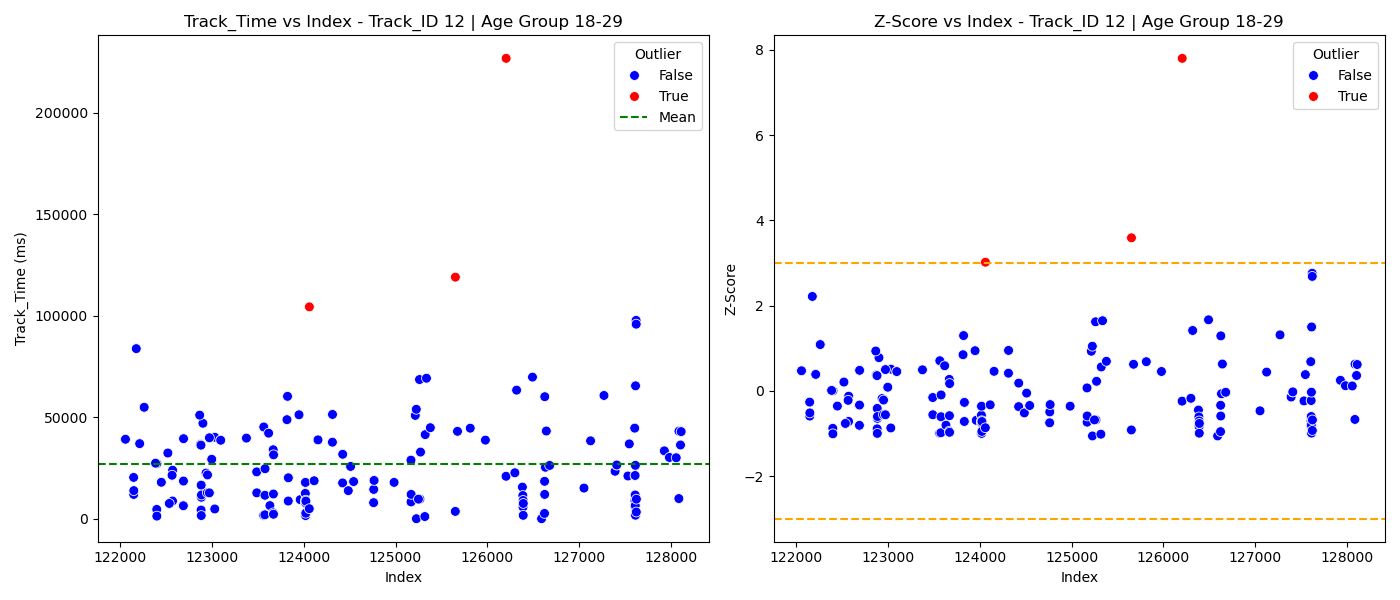 Track_Time vs Index - Track_ID 12 | Age Group 18-29
Outlier
False
True
Mean
200000
150000
100000
50000
0
Track_Time (ms)
122000 123000 124000 125000 126000 127000 128000
Index
Z-Score vs Index - Track_ID 12 | Age Group 18-29
Outlier
False
True
8
6
4
2
0
−2
Z-Score
122000 123000 124000 125000 126000 127000 128000
Index